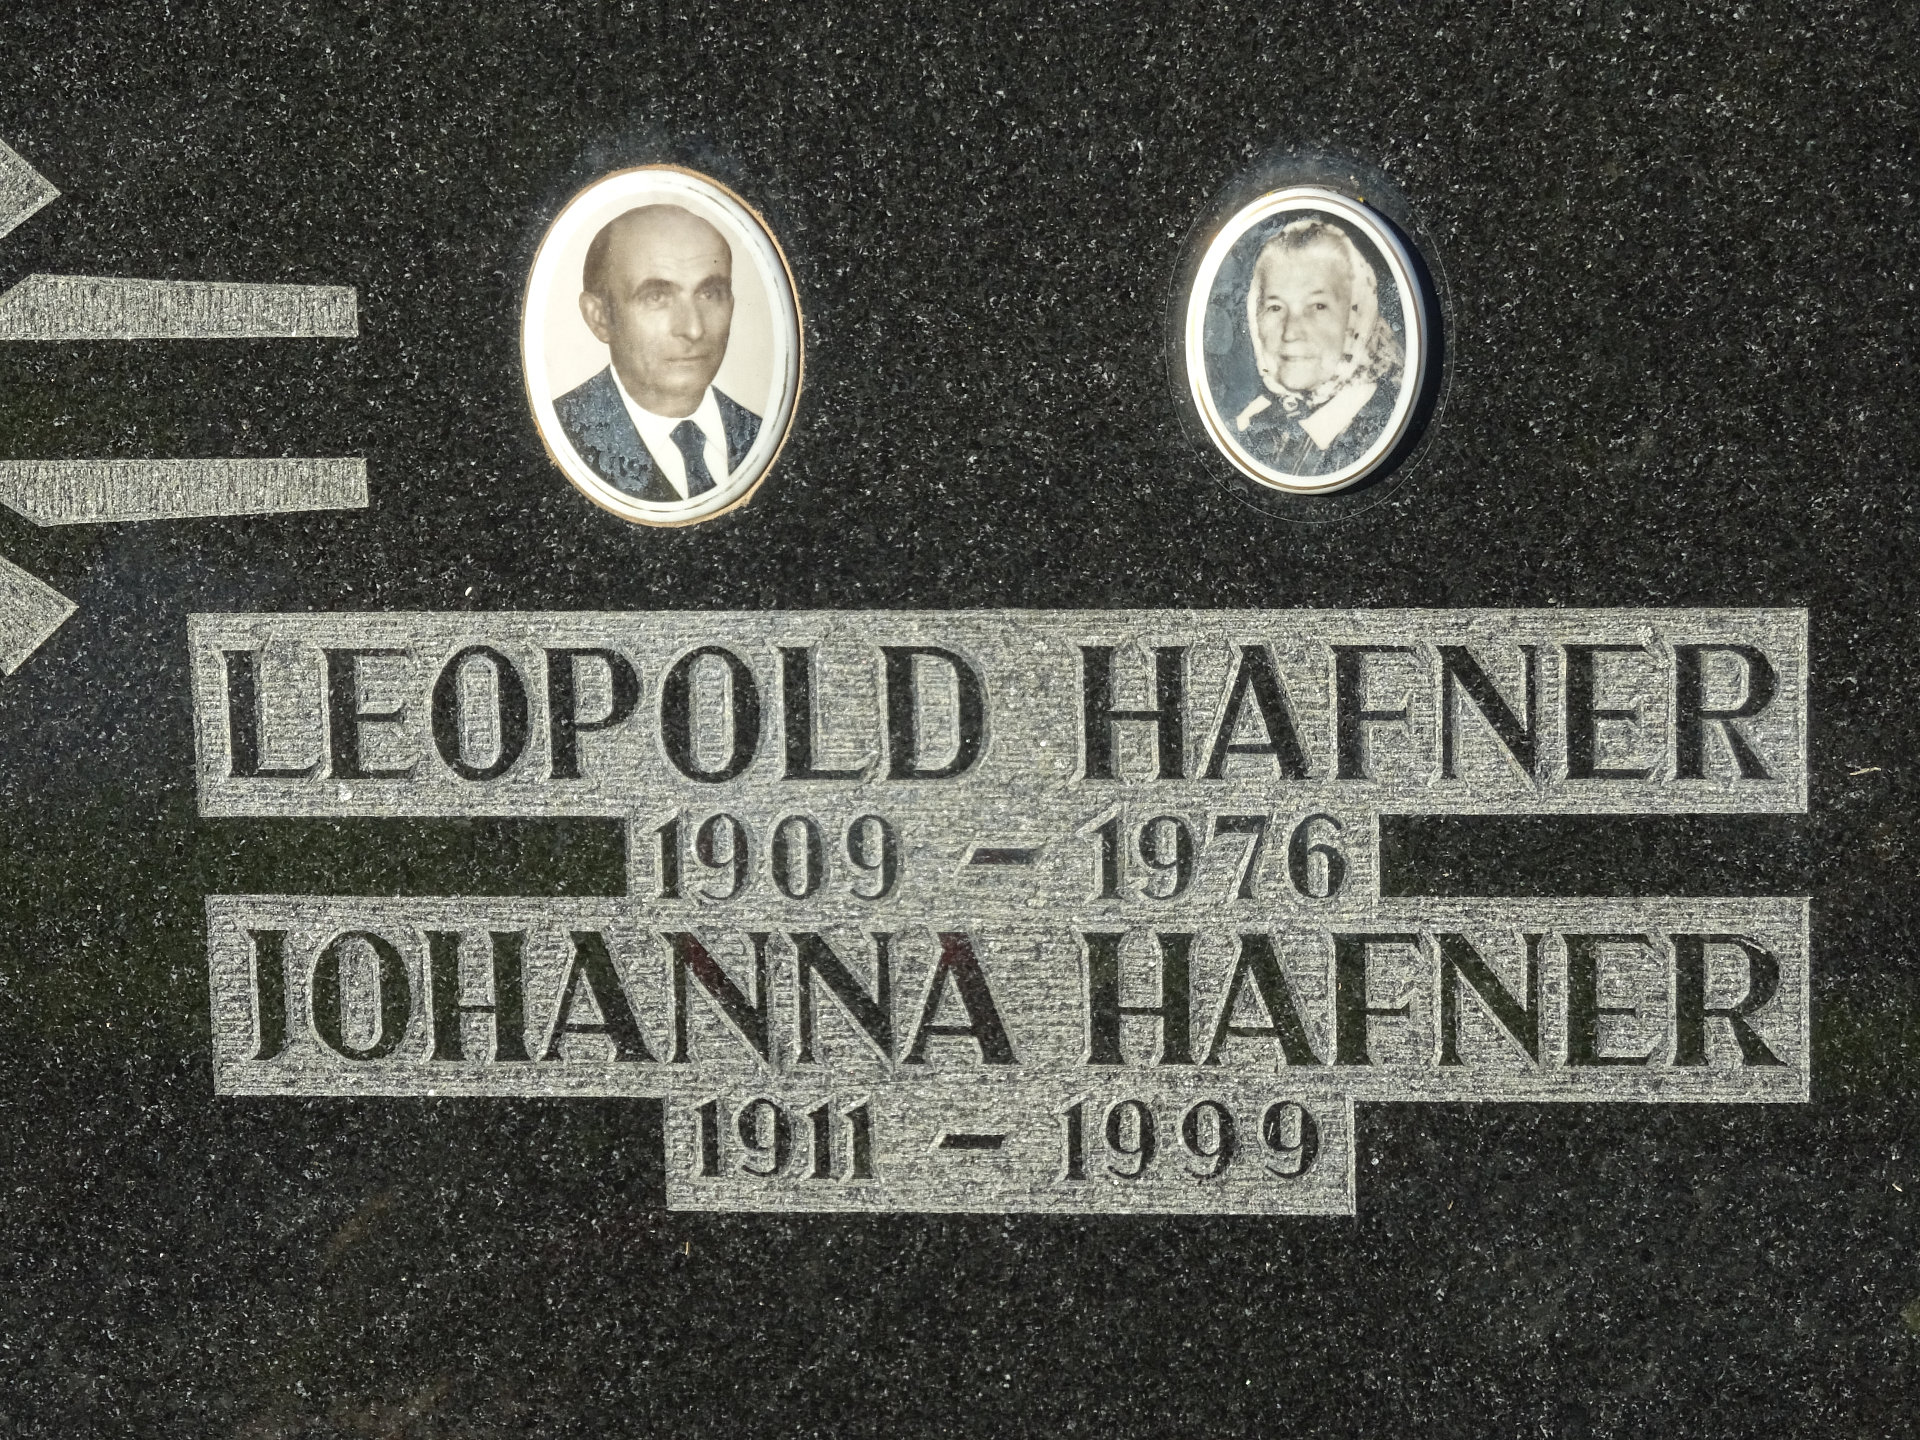 LEOPOLD HAFNER
1909 – 1976
JOHANNA HAFNER
1911 – 1999